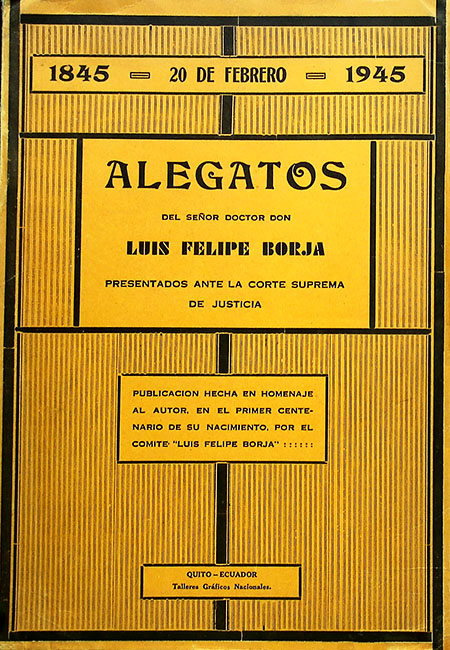 1845 = 20 DE FEBRERO = 1945
ALEGATOS
DEL SEÑOR DOCTOR DON
LUIS FELIPE BORJA
PRESENTADOS ANTE LA CORTE SUPREMA
DE JUSTICIA
PUBLICACION HECHA EN HOMENAJE
AL AUTOR, EN EL PRIMER CENTE-
NARIO DE SU NACIMIENTO, POR EL
COMITE "LUIS FELIPE BORJA" ::::::
QUITO—ECUADOR
Talleres Gráficos Nacionales.